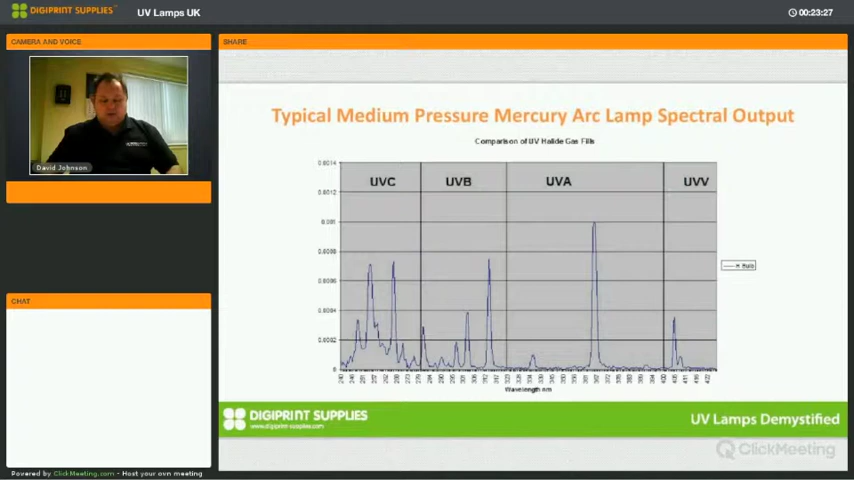 DIGIPRINT SUPPLIES™
UV Lamps UK
00:23:27
CAMERA AND VOICE
SHARE
David Johnson
CHAT
Typical Medium Pressure Mercury Arc Lamp Spectral Output
Comparison of UV Halide Gas Fills
UVC UVB UVA UVV
0.0014
0.0012
0.001
0.0008
0.0006
0.0004
0.0002
0
H Bulb
Wavelength nm
DIGIPRINT SUPPLIES
www.digiprint-supplies.com
UV Lamps Demystified
ClickMeeting
Powered by ClickMeeting.com - Host your own meeting